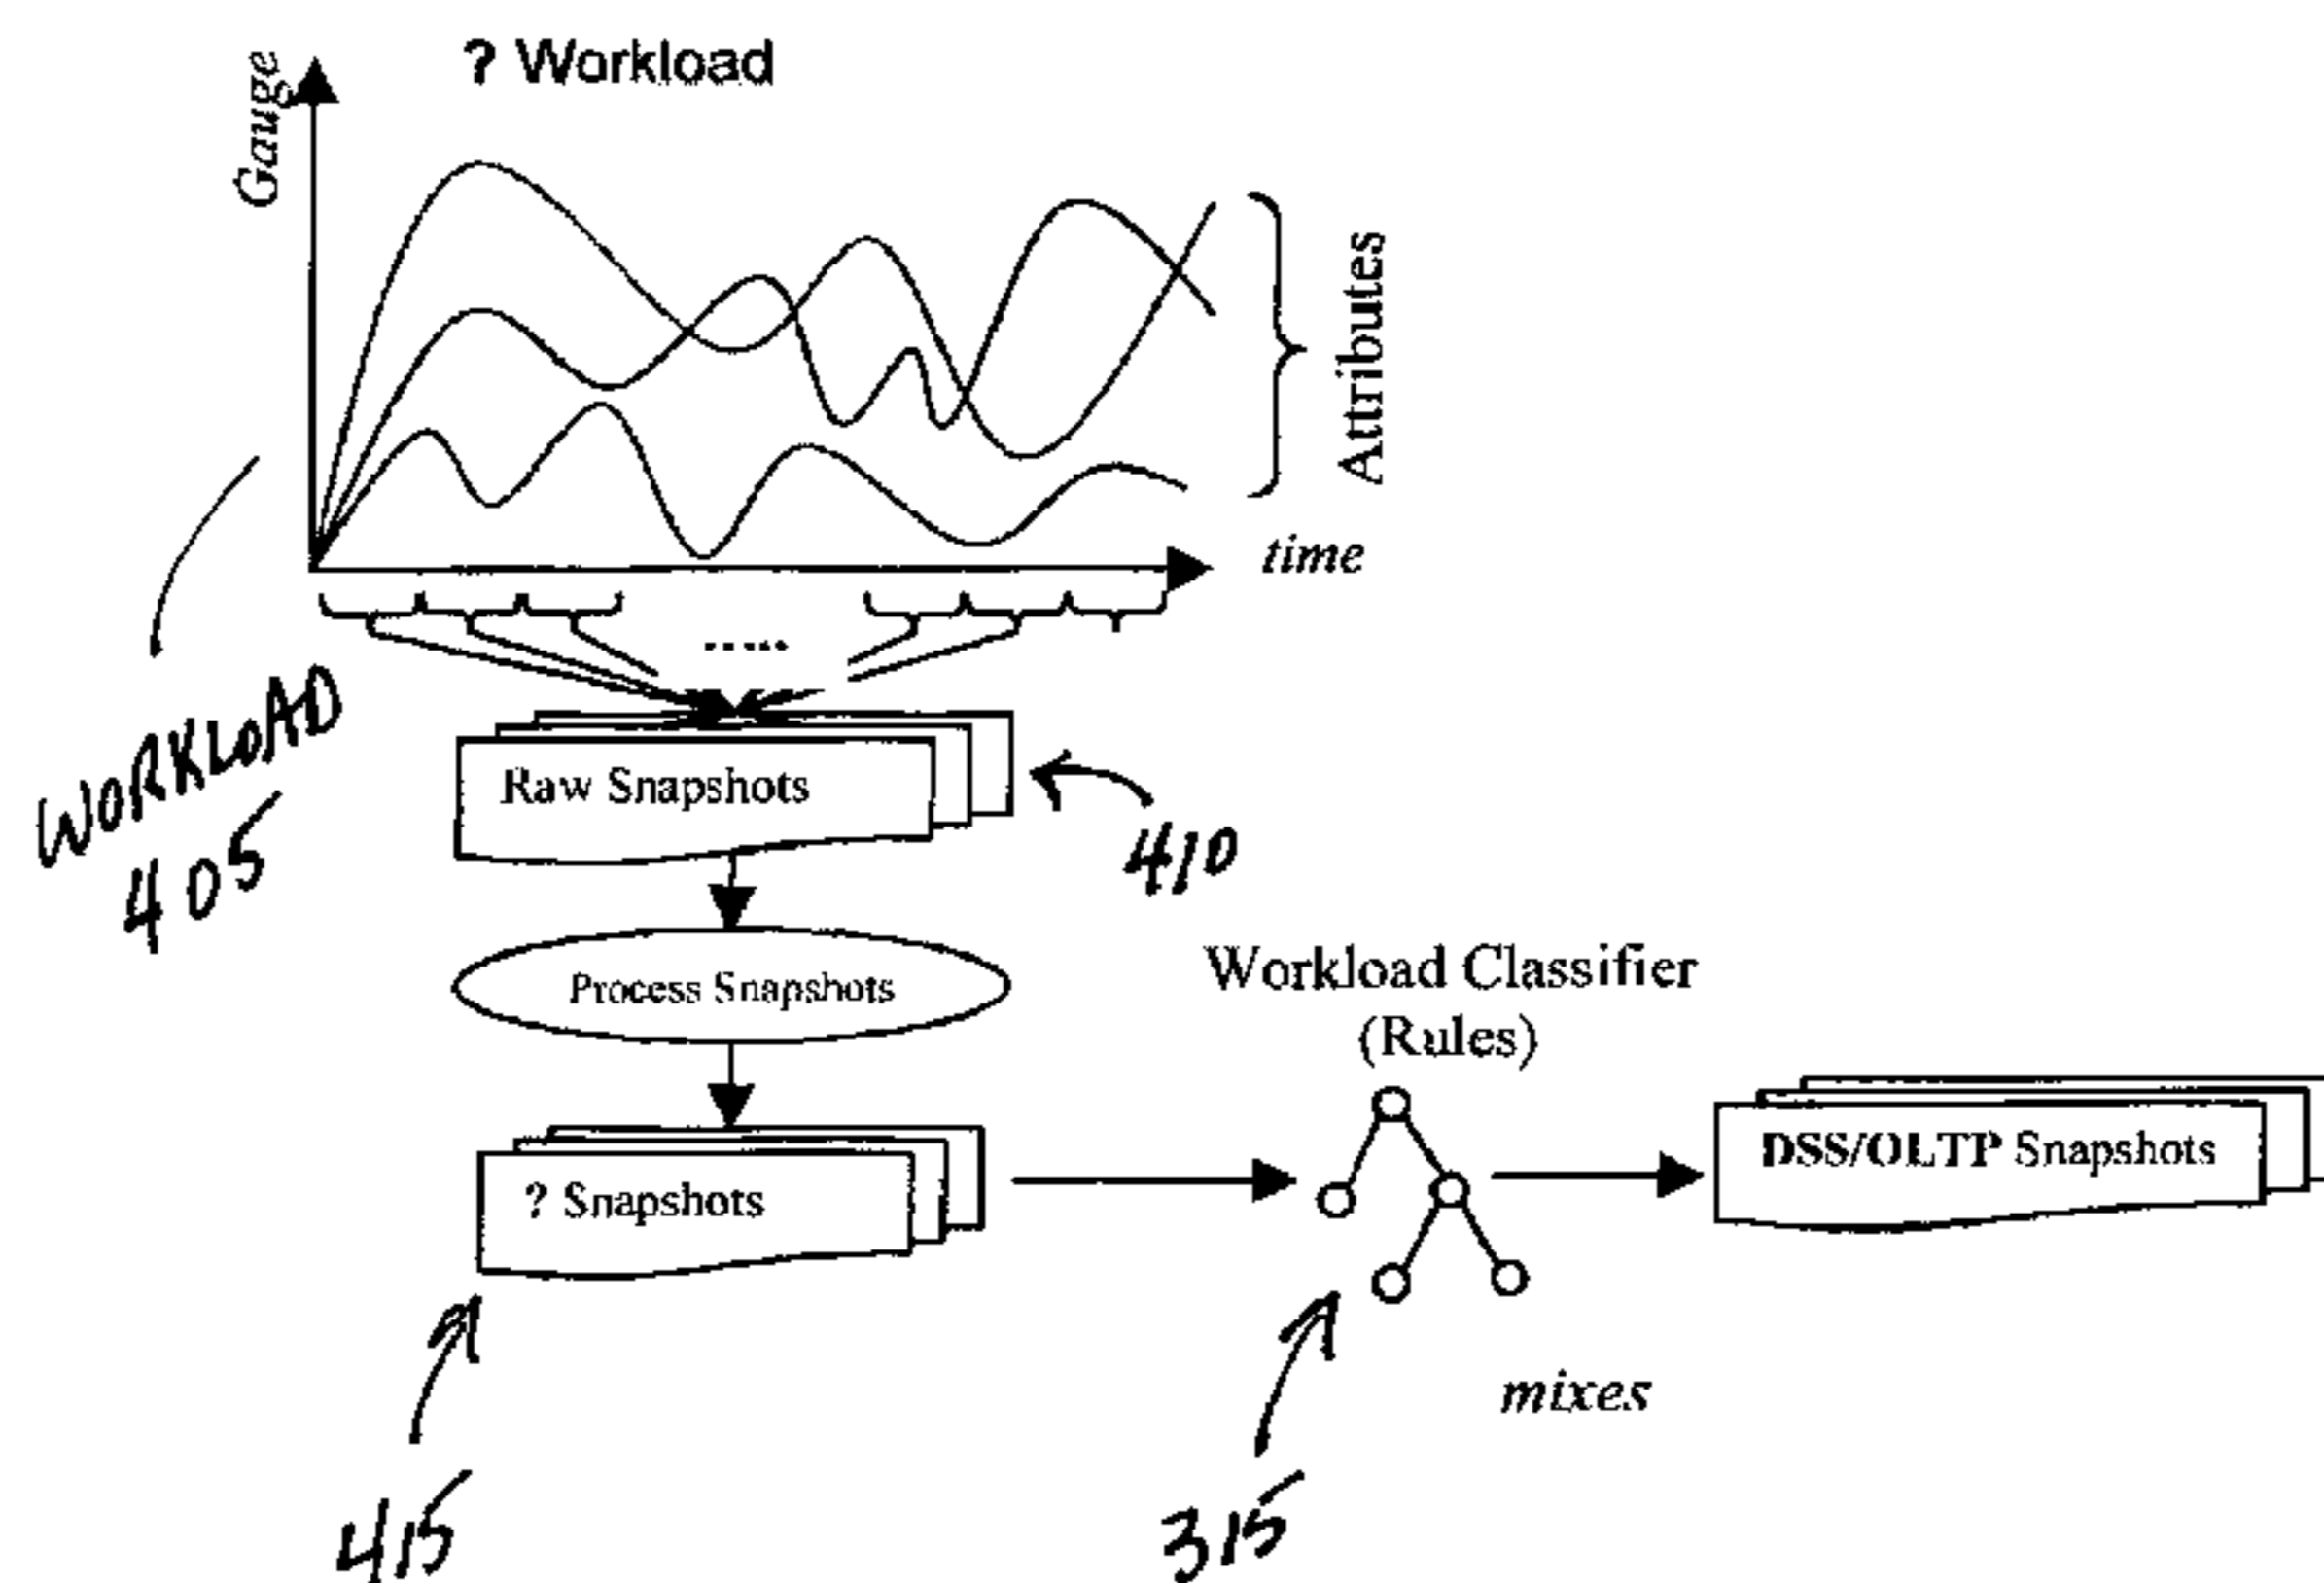 ? Workload
Gauge
Attributes
time
.....
WORKLOAD
405
Raw Snapshots
410
Process Snapshots
Workload Classifier
(Rules)
? Snapshots
DSS/OLTP Snapshots
mixes
415
315